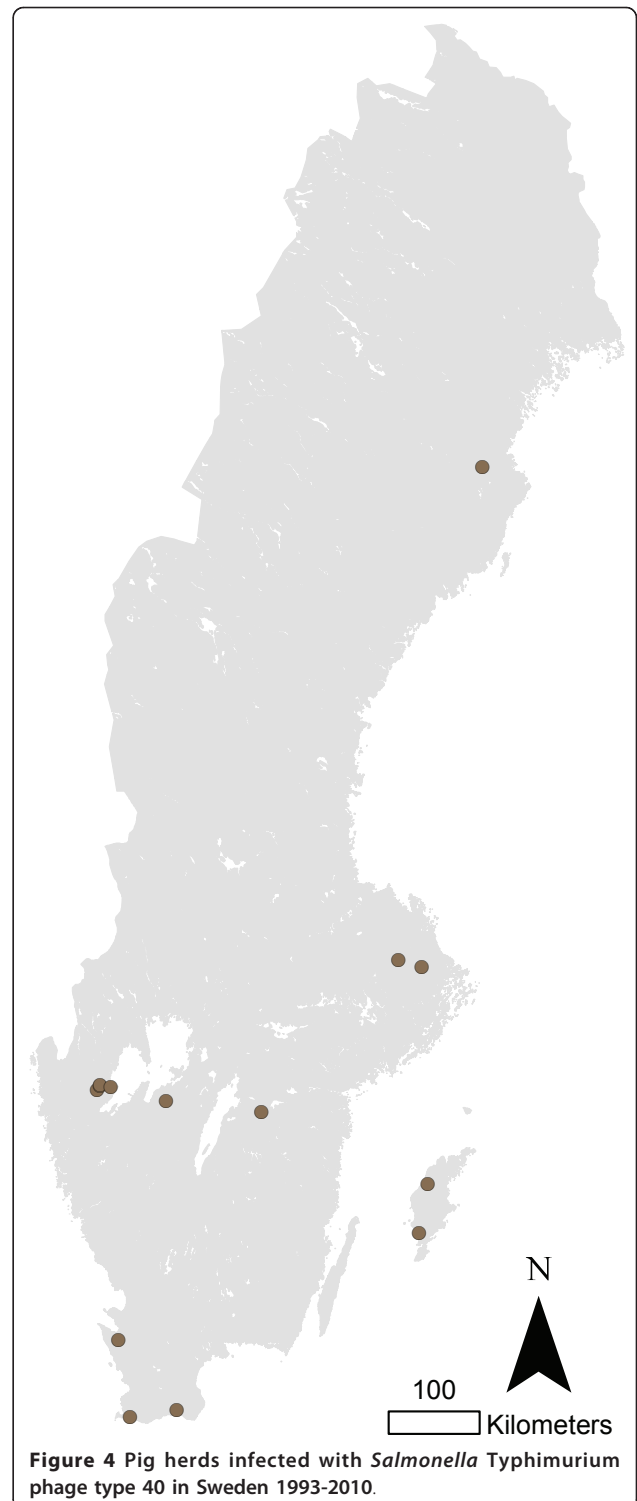 N
100
Kilometers
Figure 4 Pig herds infected with Salmonella Typhimurium
phage type 40 in Sweden 1993-2010.